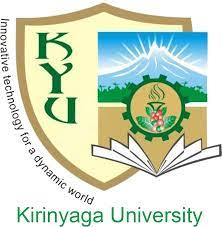 KYU
Innovative technology for a dynamic world
Kirinyaga University